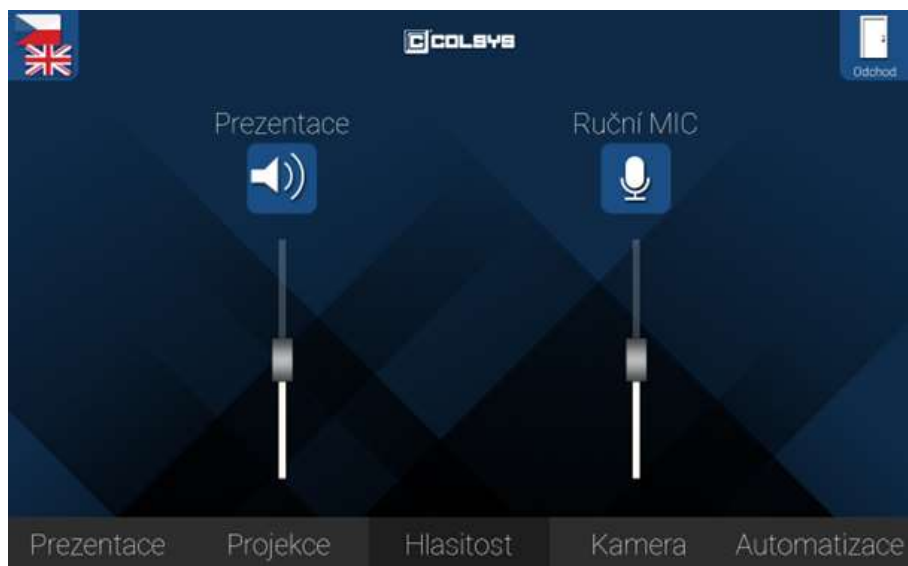 COLSYS
Odchod
Prezentace
Ruční MIC
Prezentace
Projekce
Hlasitost
Kamera
Automatizace